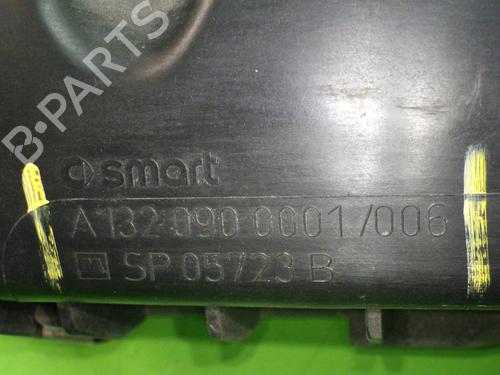 B-PARTS
smart
A 132 090 0001/006
M SP 05723 B